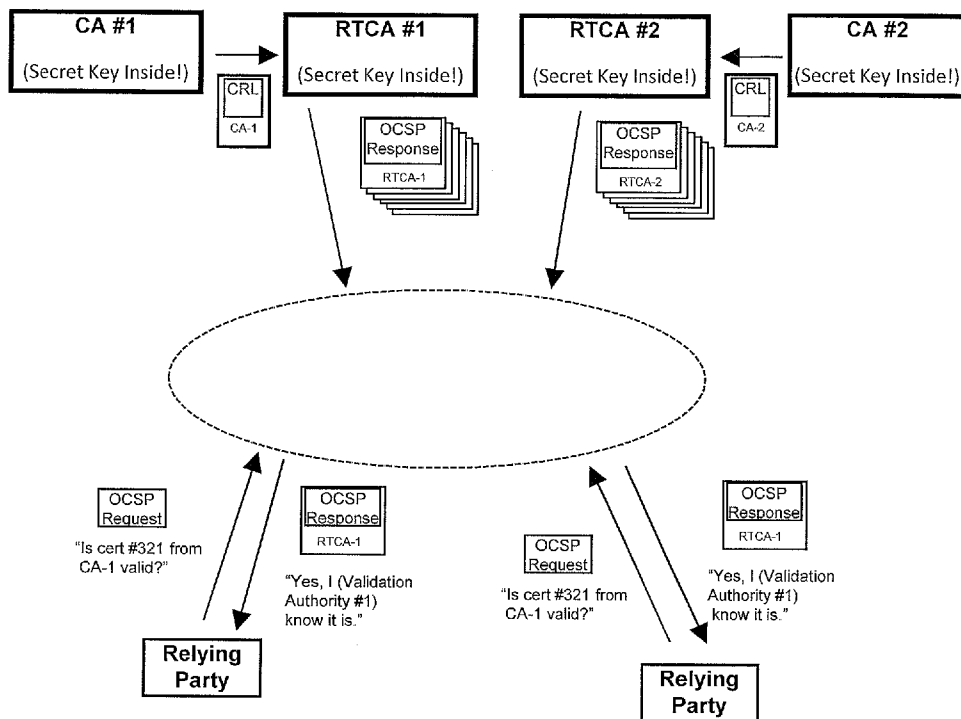 CA #1
(Secret Key Inside!)
RTCA #1
(Secret Key Inside!)
RTCA #2
(Secret Key Inside!)
CA #2
(Secret Key Inside!)
CRL
CA-1
OCSP
Response
RTCA-1
OCSP
Response
RTCA-2
CRL
CA-2
OCSP
Request
"Is cert #321 from
CA-1 valid?"
OCSP
Response
RTCA-1
"Yes, I (Validation
Authority #1)
know it is."
Relying
Party
OCSP
Request
"Is cert #321 from
CA-1 valid?"
OCSP
Response
RTCA-1
"Yes, I (Validation
Authority #1)
know it is."
Relying
Party